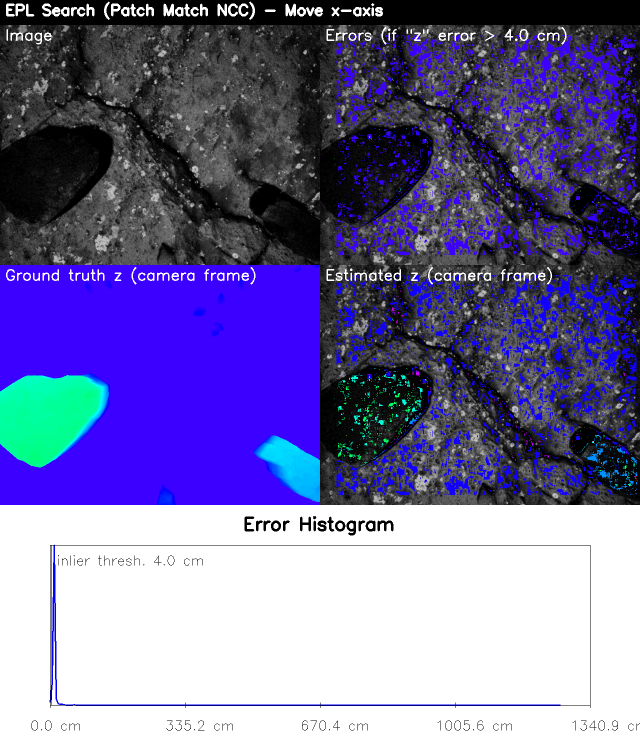 EPL Search (Patch Match NCC) - Move x-axis
Image
Errors (if "z" error > 4.0 cm)
Ground truth z (camera frame)
Estimated z (camera frame)
Error Histogram
inlier thresh. 4.0 cm
0.0 cm
335.2 cm
670.4 cm
1005.6 cm
1340.9 cm